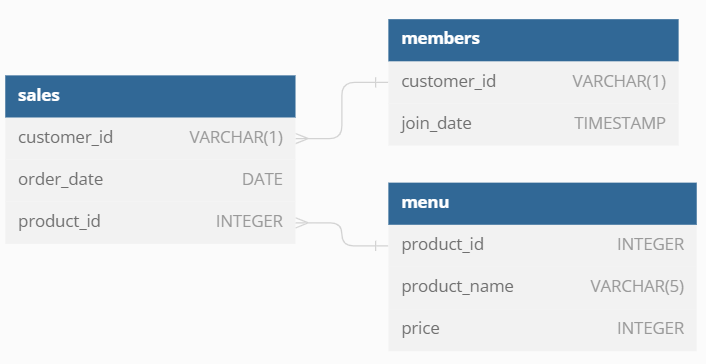 sales
customer_id VARCHAR(1)
order_date DATE
product_id INTEGER
members
customer_id VARCHAR(1)
join_date TIMESTAMP
menu
product_id INTEGER
product_name VARCHAR(5)
price INTEGER